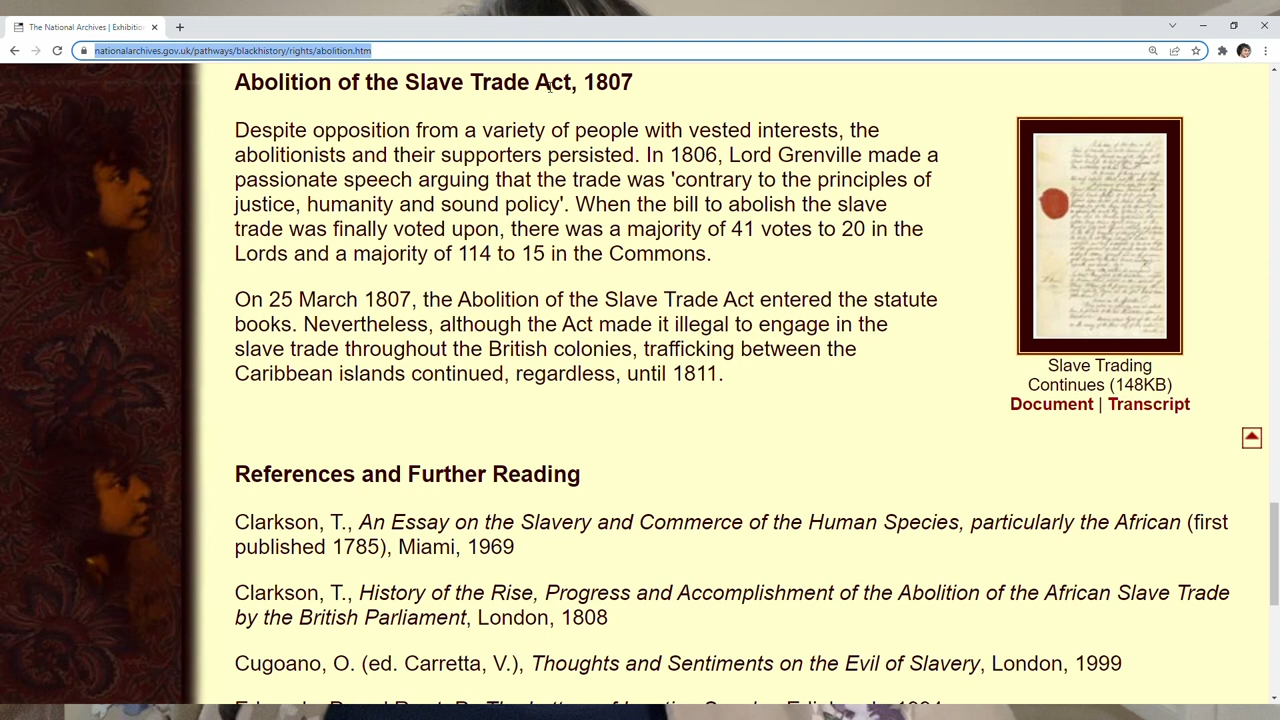 The National Archives | Exhibitio
nationalarchives.gov.uk/pathways/blackhistory/rights/abolition.htm
Abolition of the Slave Trade Act, 1807
Despite opposition from a variety of people with vested interests, the
abolitionists and their supporters persisted. In 1806, Lord Grenville made a
passionate speech arguing that the trade was 'contrary to the principles of
justice, humanity and sound policy'. When the bill to abolish the slave
trade was finally voted upon, there was a majority of 41 votes to 20 in the
Lords and a majority of 114 to 15 in the Commons.
On 25 March 1807, the Abolition of the Slave Trade Act entered the statute
books. Nevertheless, although the Act made it illegal to engage in the
slave trade throughout the British colonies, trafficking between the
Caribbean islands continued, regardless, until 1811.
Slave Trading
Continues (148KB)
Document | Transcript
References and Further Reading
Clarkson, T., An Essay on the Slavery and Commerce of the Human Species, particularly the African (first
published 1785), Miami, 1969
Clarkson, T., History of the Rise, Progress and Accomplishment of the Abolition of the African Slave Trade
by the British Parliament, London, 1808
Cugoano, O. (ed. Carretta, V.), Thoughts and Sentiments on the Evil of Slavery, London, 1999